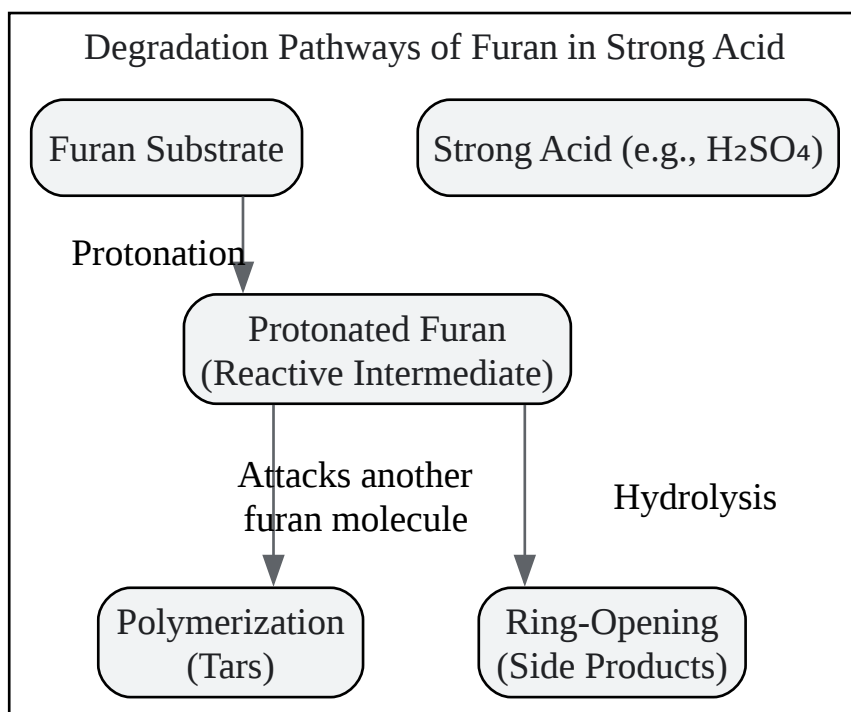 Degradation Pathways of Furan in Strong Acid
Furan Substrate
Strong Acid (e.g., H₂SO₄)
Protonation
Protonated Furan
(Reactive Intermediate)
Attacks another
furan molecule
Hydrolysis
Polymerization
(Tars)
Ring-Opening
(Side Products)